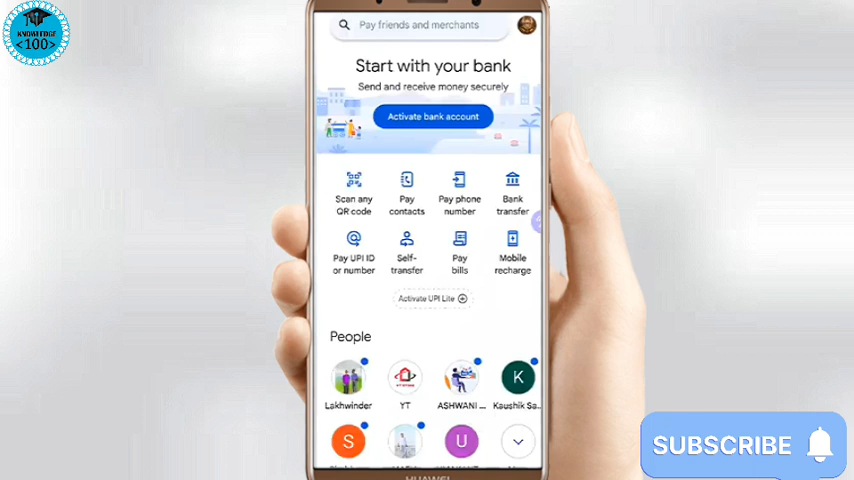 KNOWLEDGE
<100>
Pay friends and merchants
Start with your bank
Send and receive money securely
Activate bank account
Scan any
QR code
Pay
contacts
Pay phone
number
Bank
transfer
Pay UPI ID
or number
Self-
transfer
Pay
bills
Mobile
recharge
Activate UPI Lite
People
K
Lakhwinder
YT
ASHWANI ...
Kaushik Sa..
S
U
HUAWEI
SUBSCRIBE